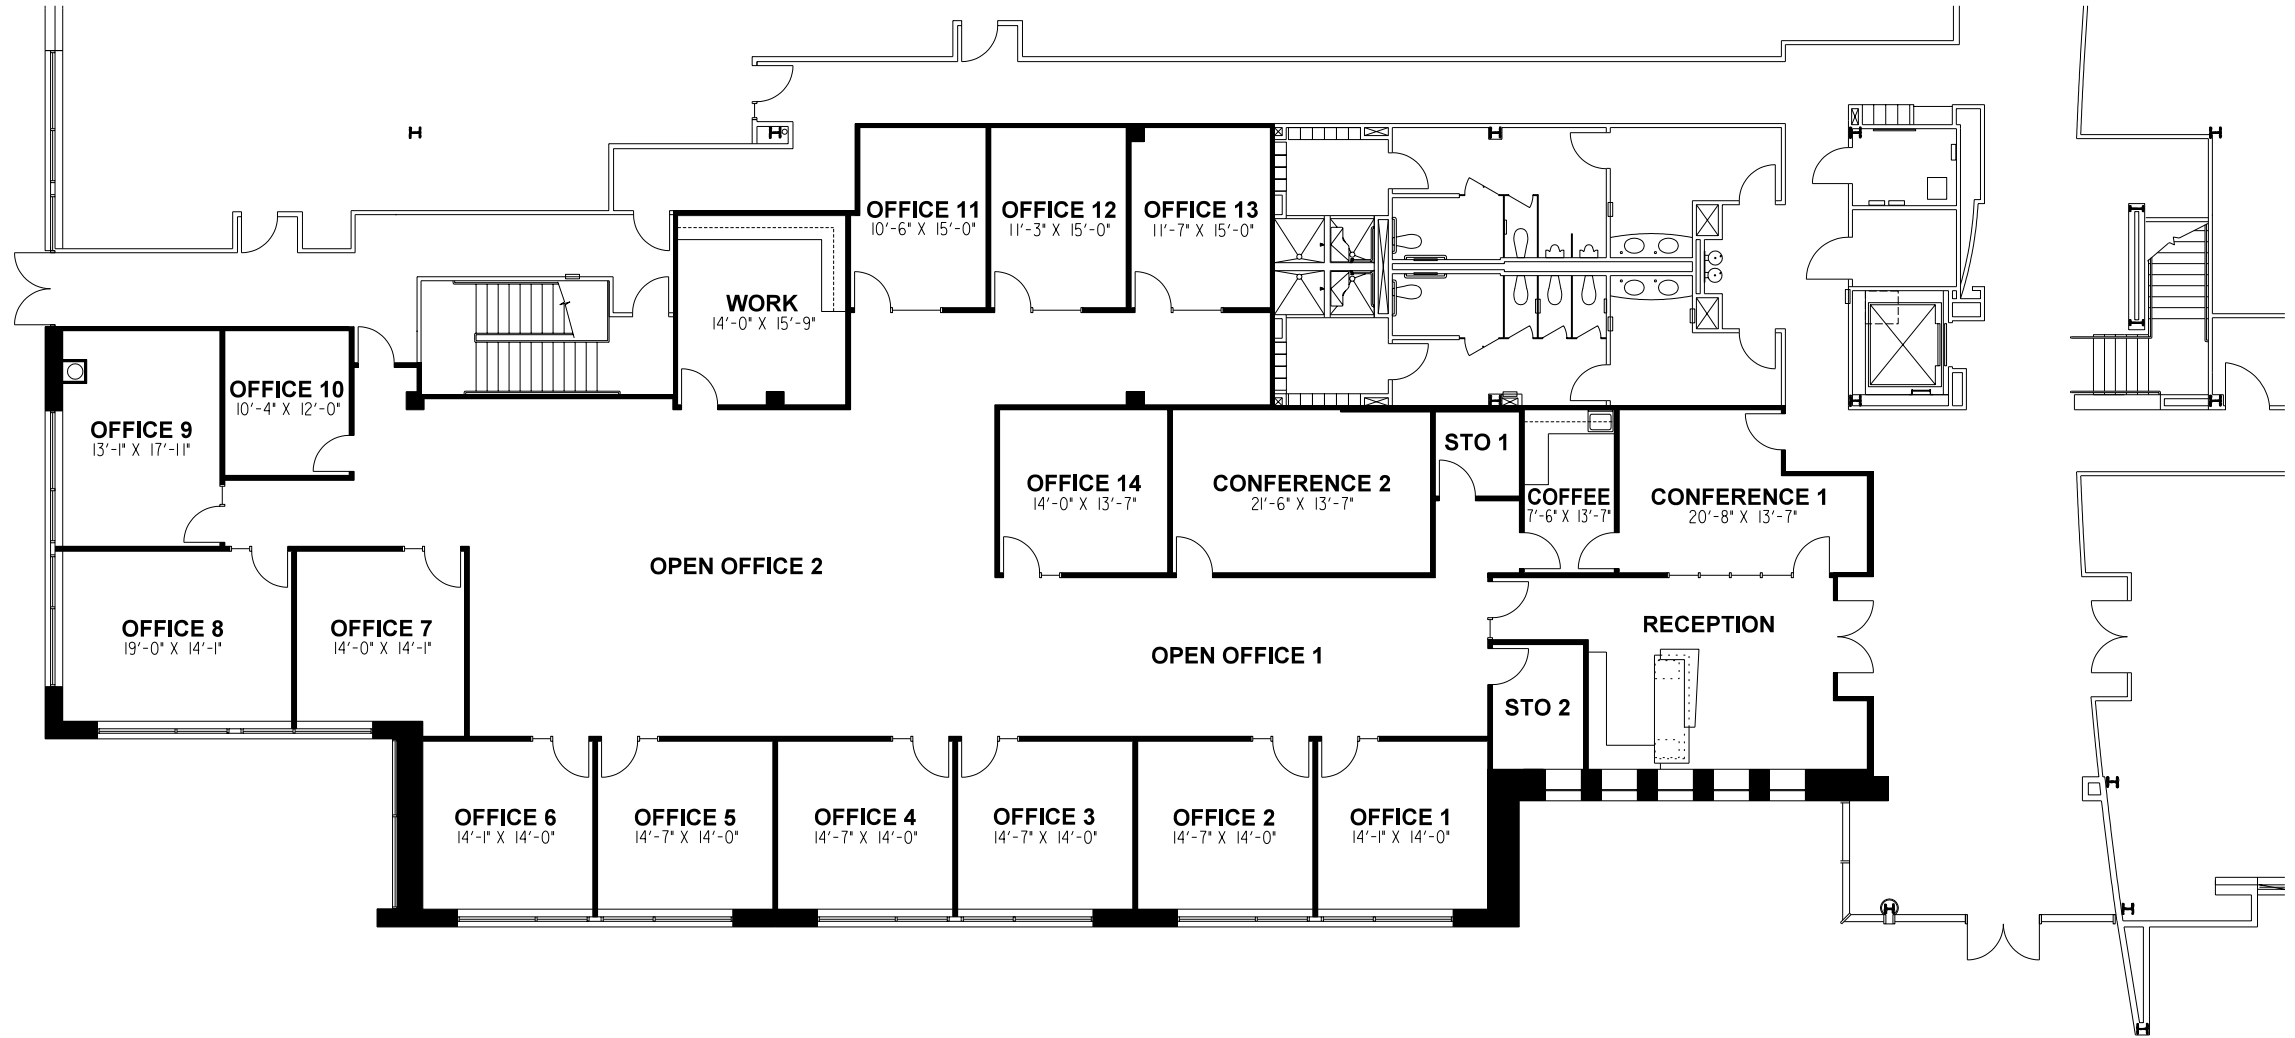 OFFICE 11
10'-6" X 15'-0"
OFFICE 12
11'-3" X 15'-0"
OFFICE 13
11'-7" X 15'-0"
WORK
14'-0" X 15'-9"
OFFICE 10
10'-4" X 12'-0"
OFFICE 9
13'-1" X 17'-11"
STO 1
OFFICE 14
14'-0" X 13'-7"
CONFERENCE 2
21'-6" X 13'-7"
COFFEE
7'-6" X 13'-7"
CONFERENCE 1
20'-8" X 13'-7"
OPEN OFFICE 2
OFFICE 8
19'-0" X 14'-1"
OFFICE 7
14'-0" X 14'-1"
RECEPTION
OPEN OFFICE 1
STO 2
OFFICE 6
14'-1" X 14'-0"
OFFICE 5
14'-7" X 14'-0"
OFFICE 4
14'-7" X 14'-0"
OFFICE 3
14'-7" X 14'-0"
OFFICE 2
14'-7" X 14'-0"
OFFICE 1
14'-1" X 14'-0"